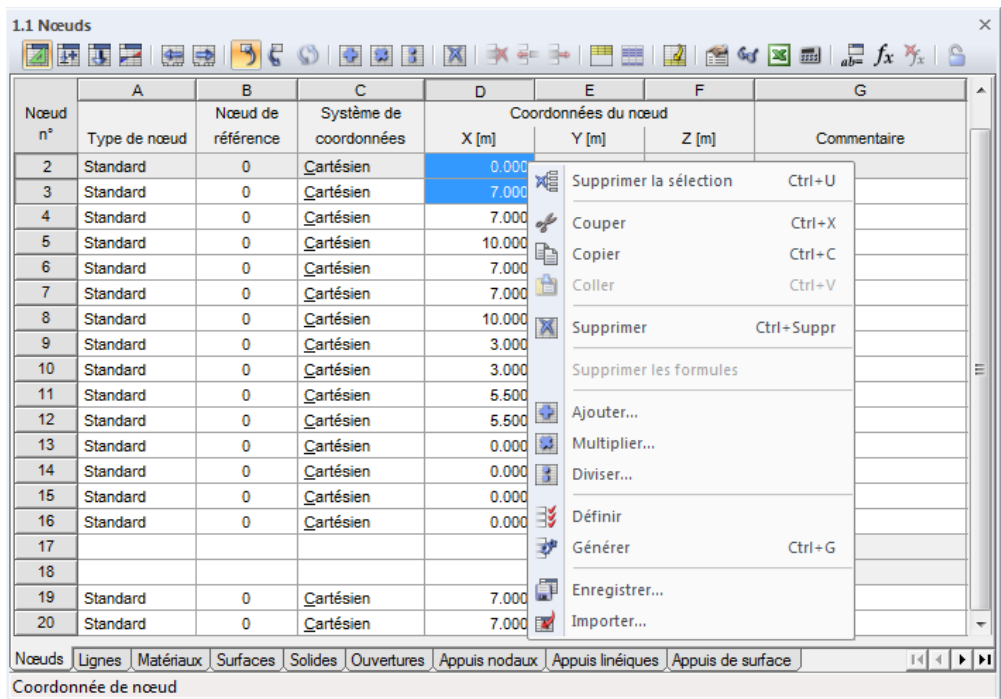 1.1 Nœuds
A B C D E F G
Nœud Nœud de Système de Coordonnées du nœud
n° Type de nœud référence coordonnées X [m] Y [m] Z [m] Commentaire
2 Standard 0 Cartésien 0.000
3 Standard 0 Cartésien 7.000
4 Standard 0 Cartésien 7.000
5 Standard 0 Cartésien 10.000
6 Standard 0 Cartésien 7.000
7 Standard 0 Cartésien 7.000
8 Standard 0 Cartésien 10.000
9 Standard 0 Cartésien 3.000
10 Standard 0 Cartésien 3.000
11 Standard 0 Cartésien 5.500
12 Standard 0 Cartésien 5.500
13 Standard 0 Cartésien 0.000
14 Standard 0 Cartésien 0.000
15 Standard 0 Cartésien 0.000
16 Standard 0 Cartésien 0.000
17
18
19 Standard 0 Cartésien 7.000
20 Standard 0 Cartésien 7.000
Supprimer la sélection Ctrl+U
Couper Ctrl+X
Copier Ctrl+C
Coller Ctrl+V
Supprimer Ctrl+Suppr
Supprimer les formules
Ajouter...
Multiplier...
Diviser...
Définir
Générer Ctrl+G
Enregistrer...
Importer...
Nœuds Lignes Matériaux Surfaces Solides Ouvertures Appuis nodaux Appuis linéiques Appuis de surface
Coordonnée de nœud